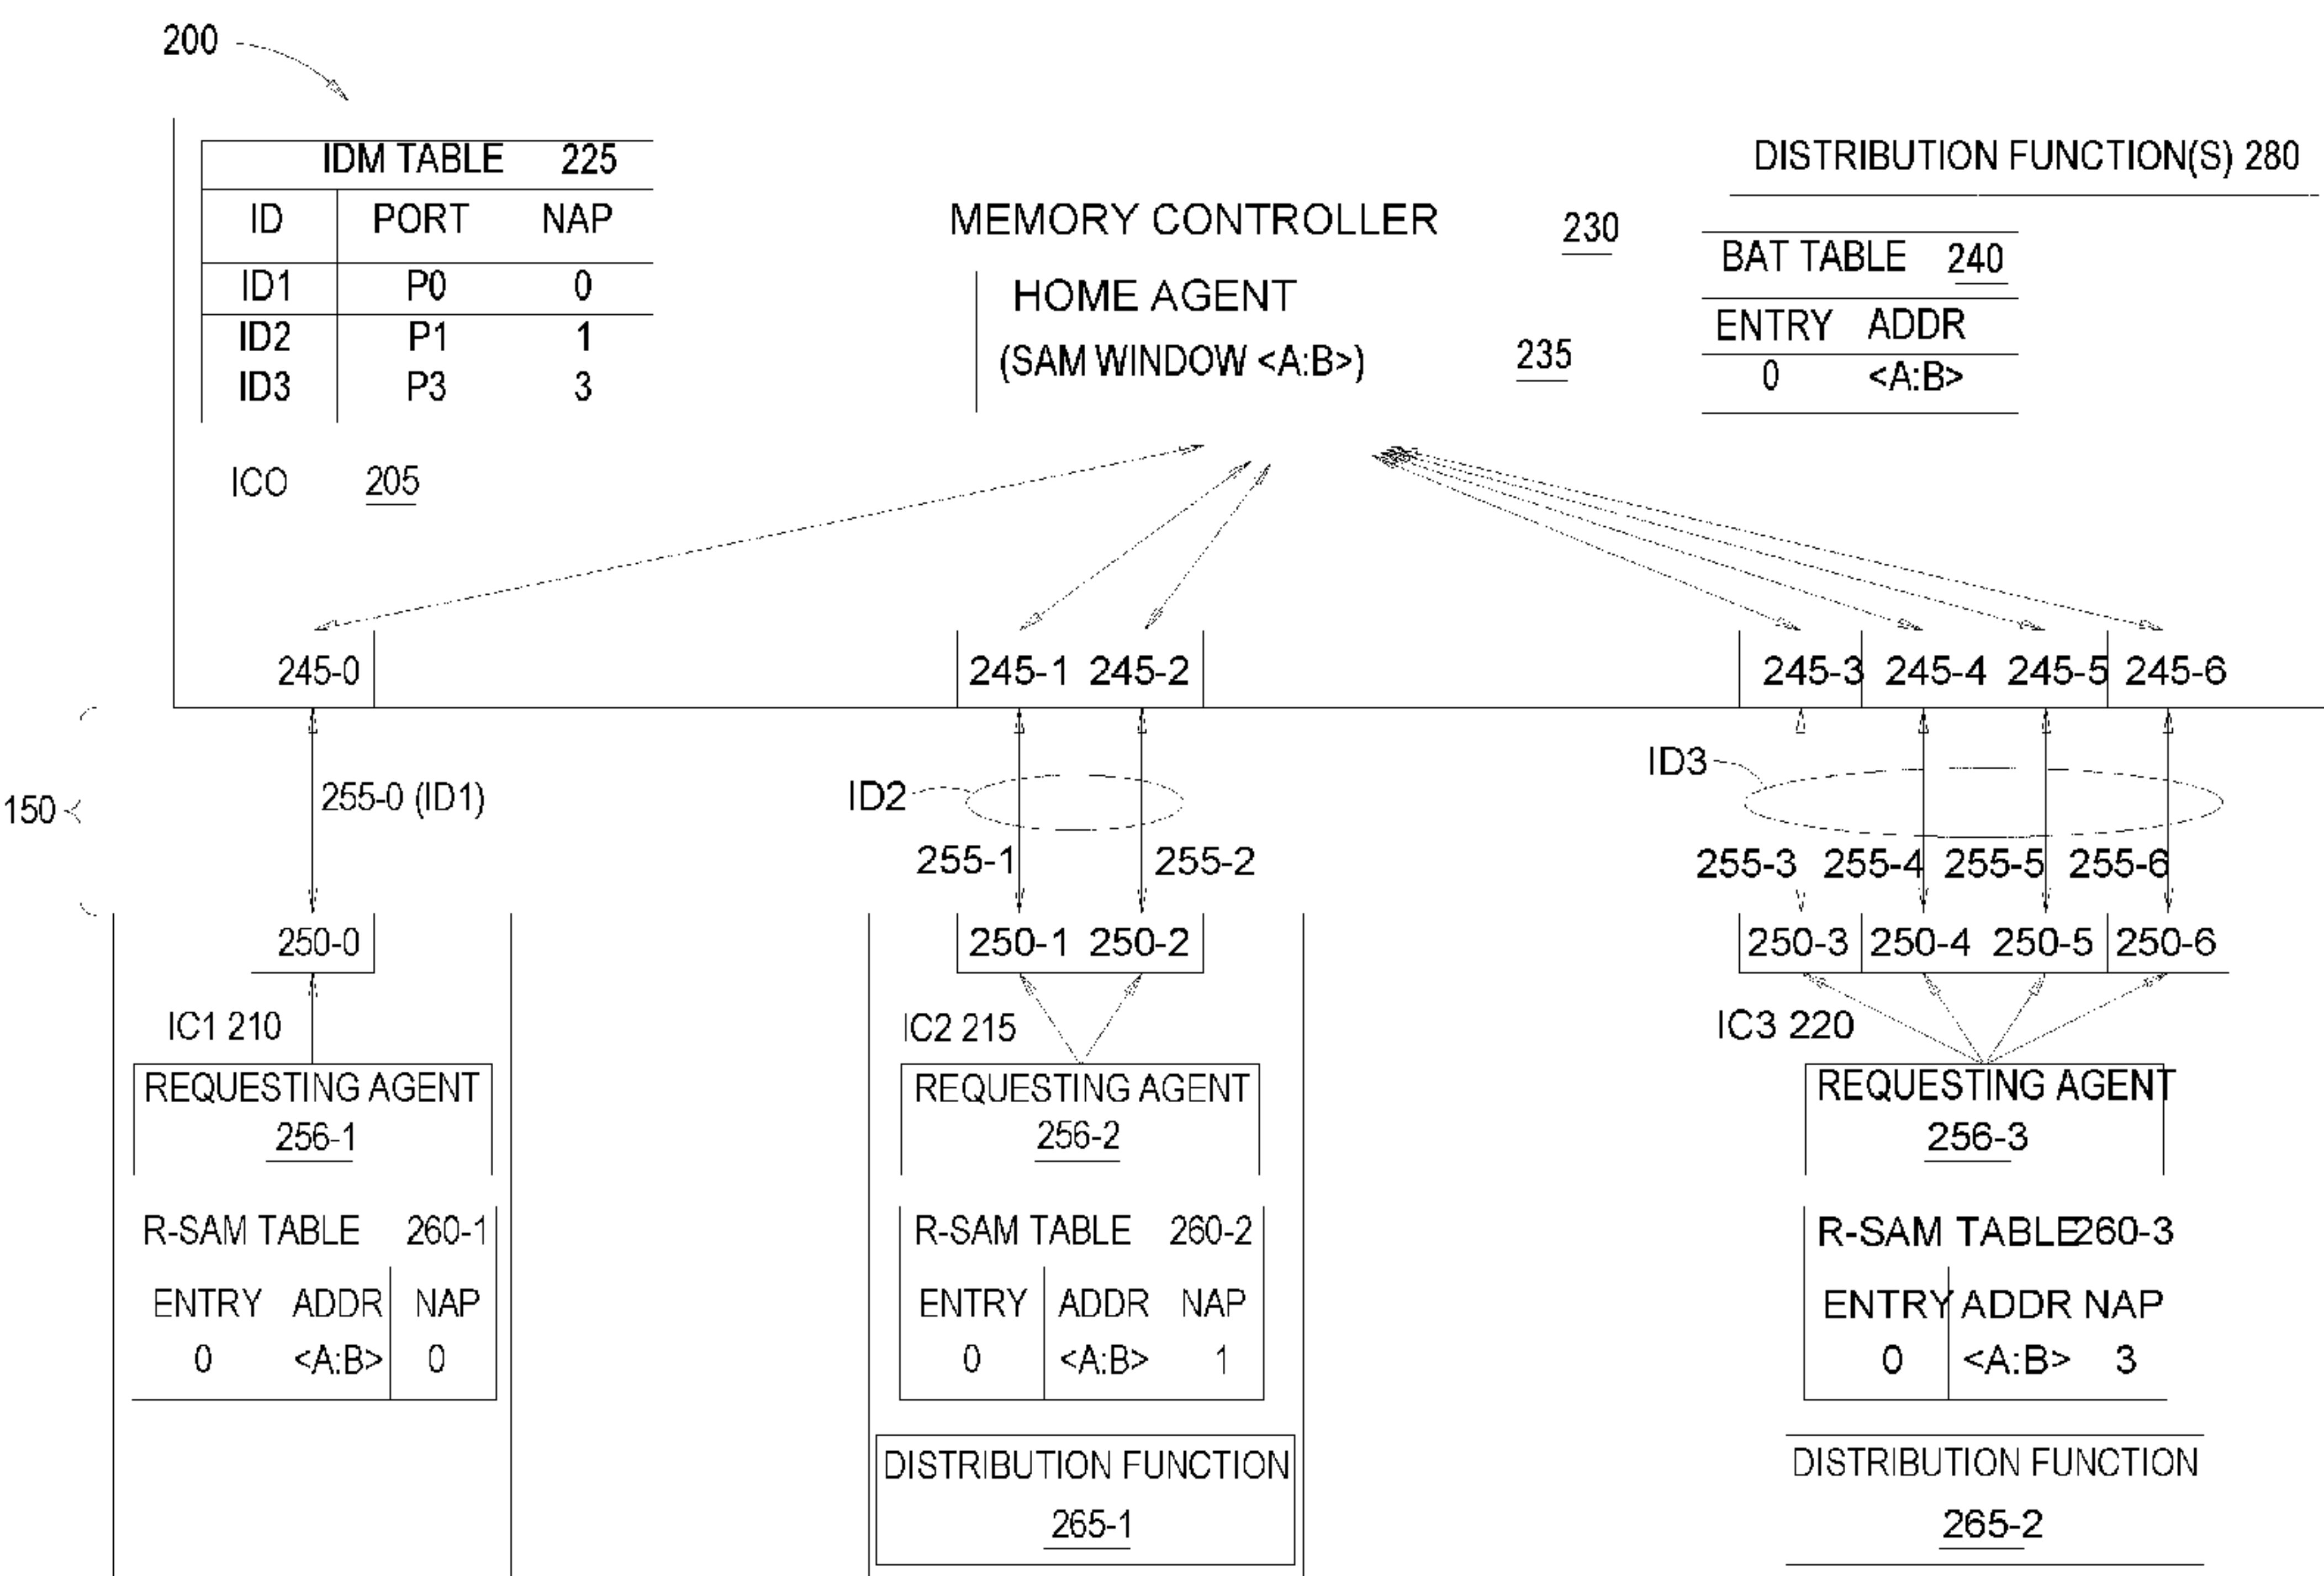 200
IDM TABLE 225
ID PORT NAP
ID1 P0 0
ID2 P1 1
ID3 P3 3
ICO 205
MEMORY CONTROLLER 230
HOME AGENT
(SAM WINDOW <A:B>) 235
DISTRIBUTION FUNCTION(S) 280
BAT TABLE 240
ENTRY ADDR
0 <A:B>
245-0 245-1 245-2 245-3 245-4 245-5 245-6
150
255-0 (ID1)
ID2
255-1 255-2
ID3
255-3 255-4 255-5 255-6
250-0 250-1 250-2 250-3 250-4 250-5 250-6
IC1 210
REQUESTING AGENT
256-1
R-SAM TABLE 260-1
ENTRY ADDR NAP
0 <A:B> 0
IC2 215
REQUESTING AGENT
256-2
R-SAM TABLE 260-2
ENTRY ADDR NAP
0 <A:B> 1
DISTRIBUTION FUNCTION
265-1
IC3 220
REQUESTING AGENT
256-3
R-SAM TABLE 260-3
ENTRY ADDR NAP
0 <A:B> 3
DISTRIBUTION FUNCTION
265-2